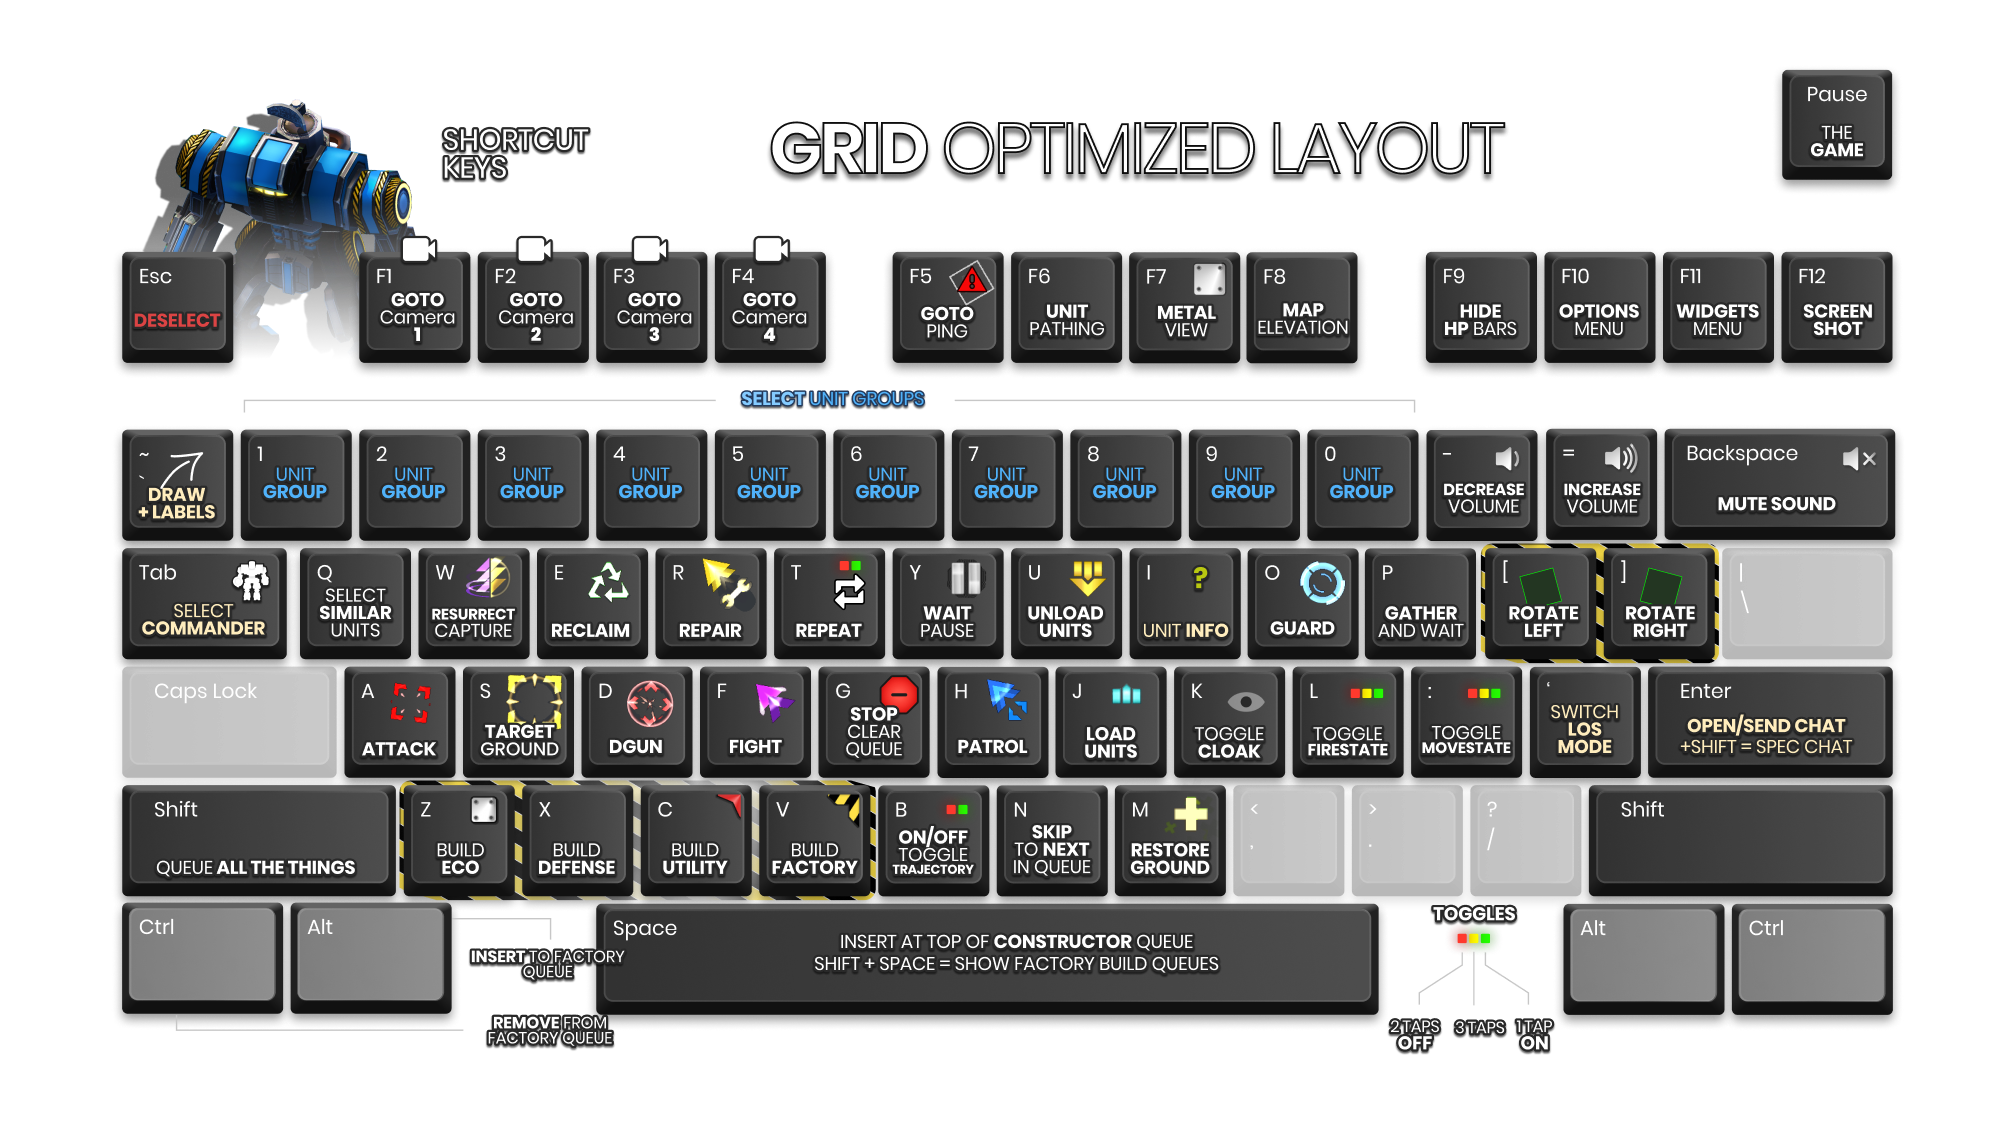 SHORTCUT
KEYS
GRID OPTIMIZED LAYOUT
Pause
THE
GAME
Esc
DESELECT
F1
GOTO
Camera
1
F2
GOTO
Camera
2
F3
GOTO
Camera
3
F4
GOTO
Camera
4
F5
GOTO
PING
F6
UNIT
PATHING
F7
METAL
VIEW
F8
MAP
ELEVATION
F9
HIDE
HP BARS
F10
OPTIONS
MENU
F11
WIDGETS
MENU
F12
SCREEN
SHOT
SELECT UNIT GROUPS
~
`
DRAW
+ LABELS
1
UNIT
GROUP
2
UNIT
GROUP
3
UNIT
GROUP
4
UNIT
GROUP
5
UNIT
GROUP
6
UNIT
GROUP
7
UNIT
GROUP
8
UNIT
GROUP
9
UNIT
GROUP
0
UNIT
GROUP
-
DECREASE
VOLUME
=
INCREASE
VOLUME
Backspace
MUTE SOUND
Tab
SELECT
COMMANDER
Q
SELECT
SIMILAR
UNITS
W
RESURRECT
CAPTURE
E
RECLAIM
R
REPAIR
T
REPEAT
Y
WAIT
PAUSE
U
UNLOAD
UNITS
I
?
UNIT INFO
O
GUARD
P
GATHER
AND WAIT
[
ROTATE
LEFT
]
ROTATE
RIGHT
|
\
Caps Lock
A
ATTACK
S
TARGET
GROUND
D
DGUN
F
FIGHT
G
STOP
CLEAR
QUEUE
H
PATROL
J
LOAD
UNITS
K
TOGGLE
CLOAK
L
TOGGLE
FIRESTATE
:
TOGGLE
MOVESTATE
‘
SWITCH
LOS
MODE
Enter
OPEN/SEND CHAT
+SHIFT = SPEC CHAT
Shift
QUEUE ALL THE THINGS
Z
BUILD
ECO
X
BUILD
DEFENSE
C
BUILD
UTILITY
V
BUILD
FACTORY
B
ON/OFF
TOGGLE
TRAJECTORY
N
SKIP
TO NEXT
IN QUEUE
M
RESTORE
GROUND
<
,
>
.
?
/
Shift
Ctrl
Alt
INSERT TO FACTORY
QUEUE
REMOVE FROM
FACTORY QUEUE
Space
INSERT AT TOP OF CONSTRUCTOR QUEUE
SHIFT + SPACE = SHOW FACTORY BUILD QUEUES
TOGGLES
2 TAPS
OFF
3 TAPS
1 TAP
ON
Alt
Ctrl